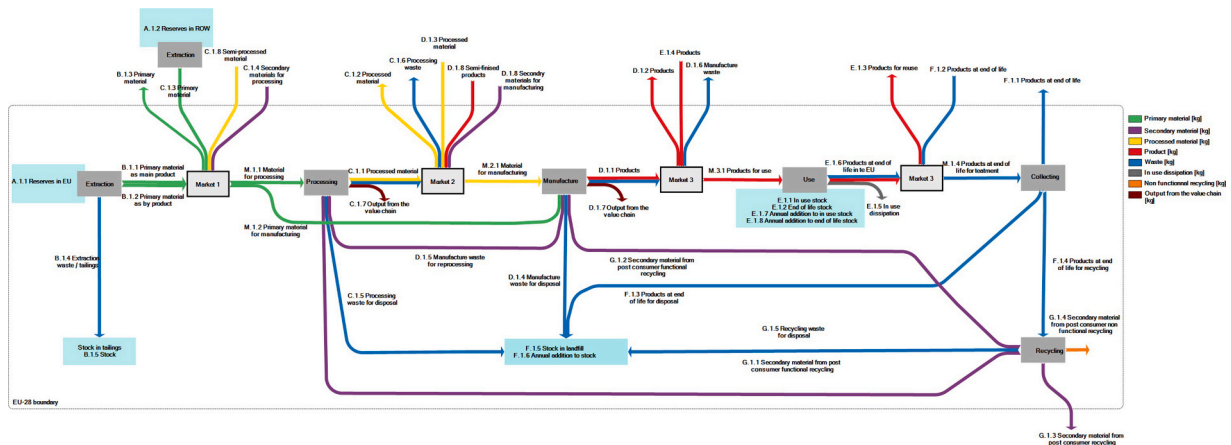 A.1.2 Reserves in ROW
Extraction
B.1.3 Primary
material
C.1.3 Primary
material
C.1.8 Semi-processed
material
C.1.4 Secondary
materials for
processing
C.1.2 Processed
material
C.1.6 Processing
waste
D.1.3 Processed
material
D.1.8 Semi-finised
products
D.1.8 Secondry
materials for
manufacturing
D.1.2 Products
E.1.4 Products
D.1.6 Manufacture
waste
E.1.3 Products for reuse
F.1.2 Products at
end of life
F.1.1 Products at end of life
Primary material [kg]
Secondary material [kg]
Processed material [kg]
Product [kg]
Waste [kg]
In use dissipation [kg]
Non functionnal recycling [kg]
Output from the value chain
[kg]
A.1.1 Reserves in EU
Extraction
B.1.1 Primary material
as main product
B.1.2 Primary material
as by product
Market 1
M.1.1 Material
for processing
Processing
C.1.1 Processed material
C.1.7 Output from the
value chain
Market 2
M.2.1 Material
for manufacturing
Manufacture
D.1.1 Products
D.1.7 Output from the
value chain
Market 3
M.3.1 Products for use
Use
E.1.6 Products at end of
life in te EU
E.1.5 In use
dissipation
E.1.1 In use stock
E.1.2 End of life stock
E.1.7 Annual addition to in use stock
E.1.8 Annual addition to end of life stock
Market 3
M.1.4 Products at end of
life for teatment
Collecting
M.1.2 Primary material
for manufacturing
B.1.4 Extraction
waste / tailings
D.1.5 Manufacture waste
for reprocessing
G.1.2 Secondary material from
post consumer functional
recycling
D.1.4 Manufacture
waste for disposal
F.1.3 Products at end
of life for disposal
F.1.4 Products at end
of life for recycling
C.1.5 Processing
waste for disposal
G.1.5 Recycling waste
for disposal
G.1.4 Secondary material
from post consumer non
functional recycling
Stock in tailings
B.1.5 Stock
F.1.5 Stock in landfill
F.1.6 Annual addition to stock
Recycling
G.1.1 Secondary material from post
consumer functional recycling
EU-28 boundary
G.1.3 Secondary material from
post consumer recycling